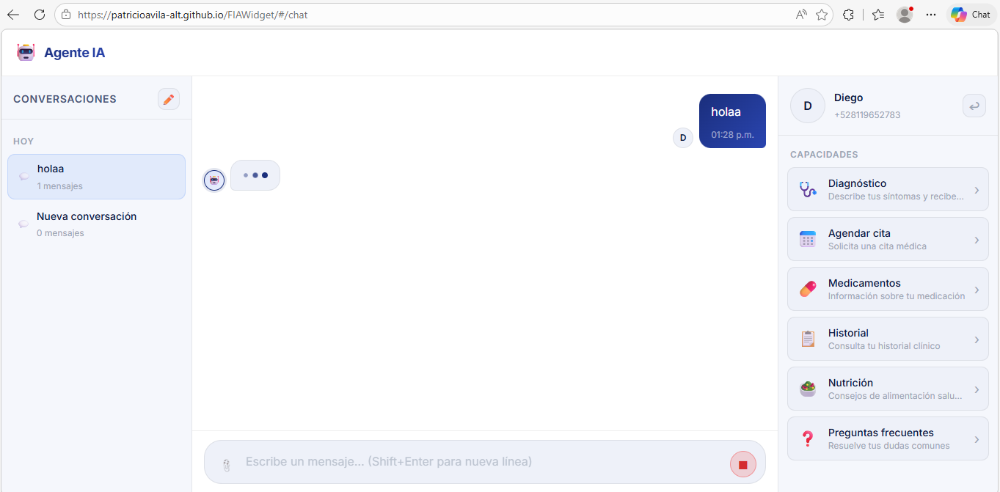 https://patricioavila-alt.github.io/FIAWidget/#/chat
Chat
Agente IA
CONVERSACIONES
HOY
holaa
1 mensajes
Nueva conversación
0 mensajes
holaa
01:28 p.m.
D
Escribe un mensaje... (Shift+Enter para nueva línea)
D
Diego
+528119652783
CAPACIDADES
Diagnóstico
Describe tus síntomas y recibe...
Agendar cita
Solicita una cita médica
Medicamentos
Información sobre tu medicación
Historial
Consulta tu historial clínico
Nutrición
Consejos de alimentación salu...
Preguntas frecuentes
Resuelve tus dudas comunes